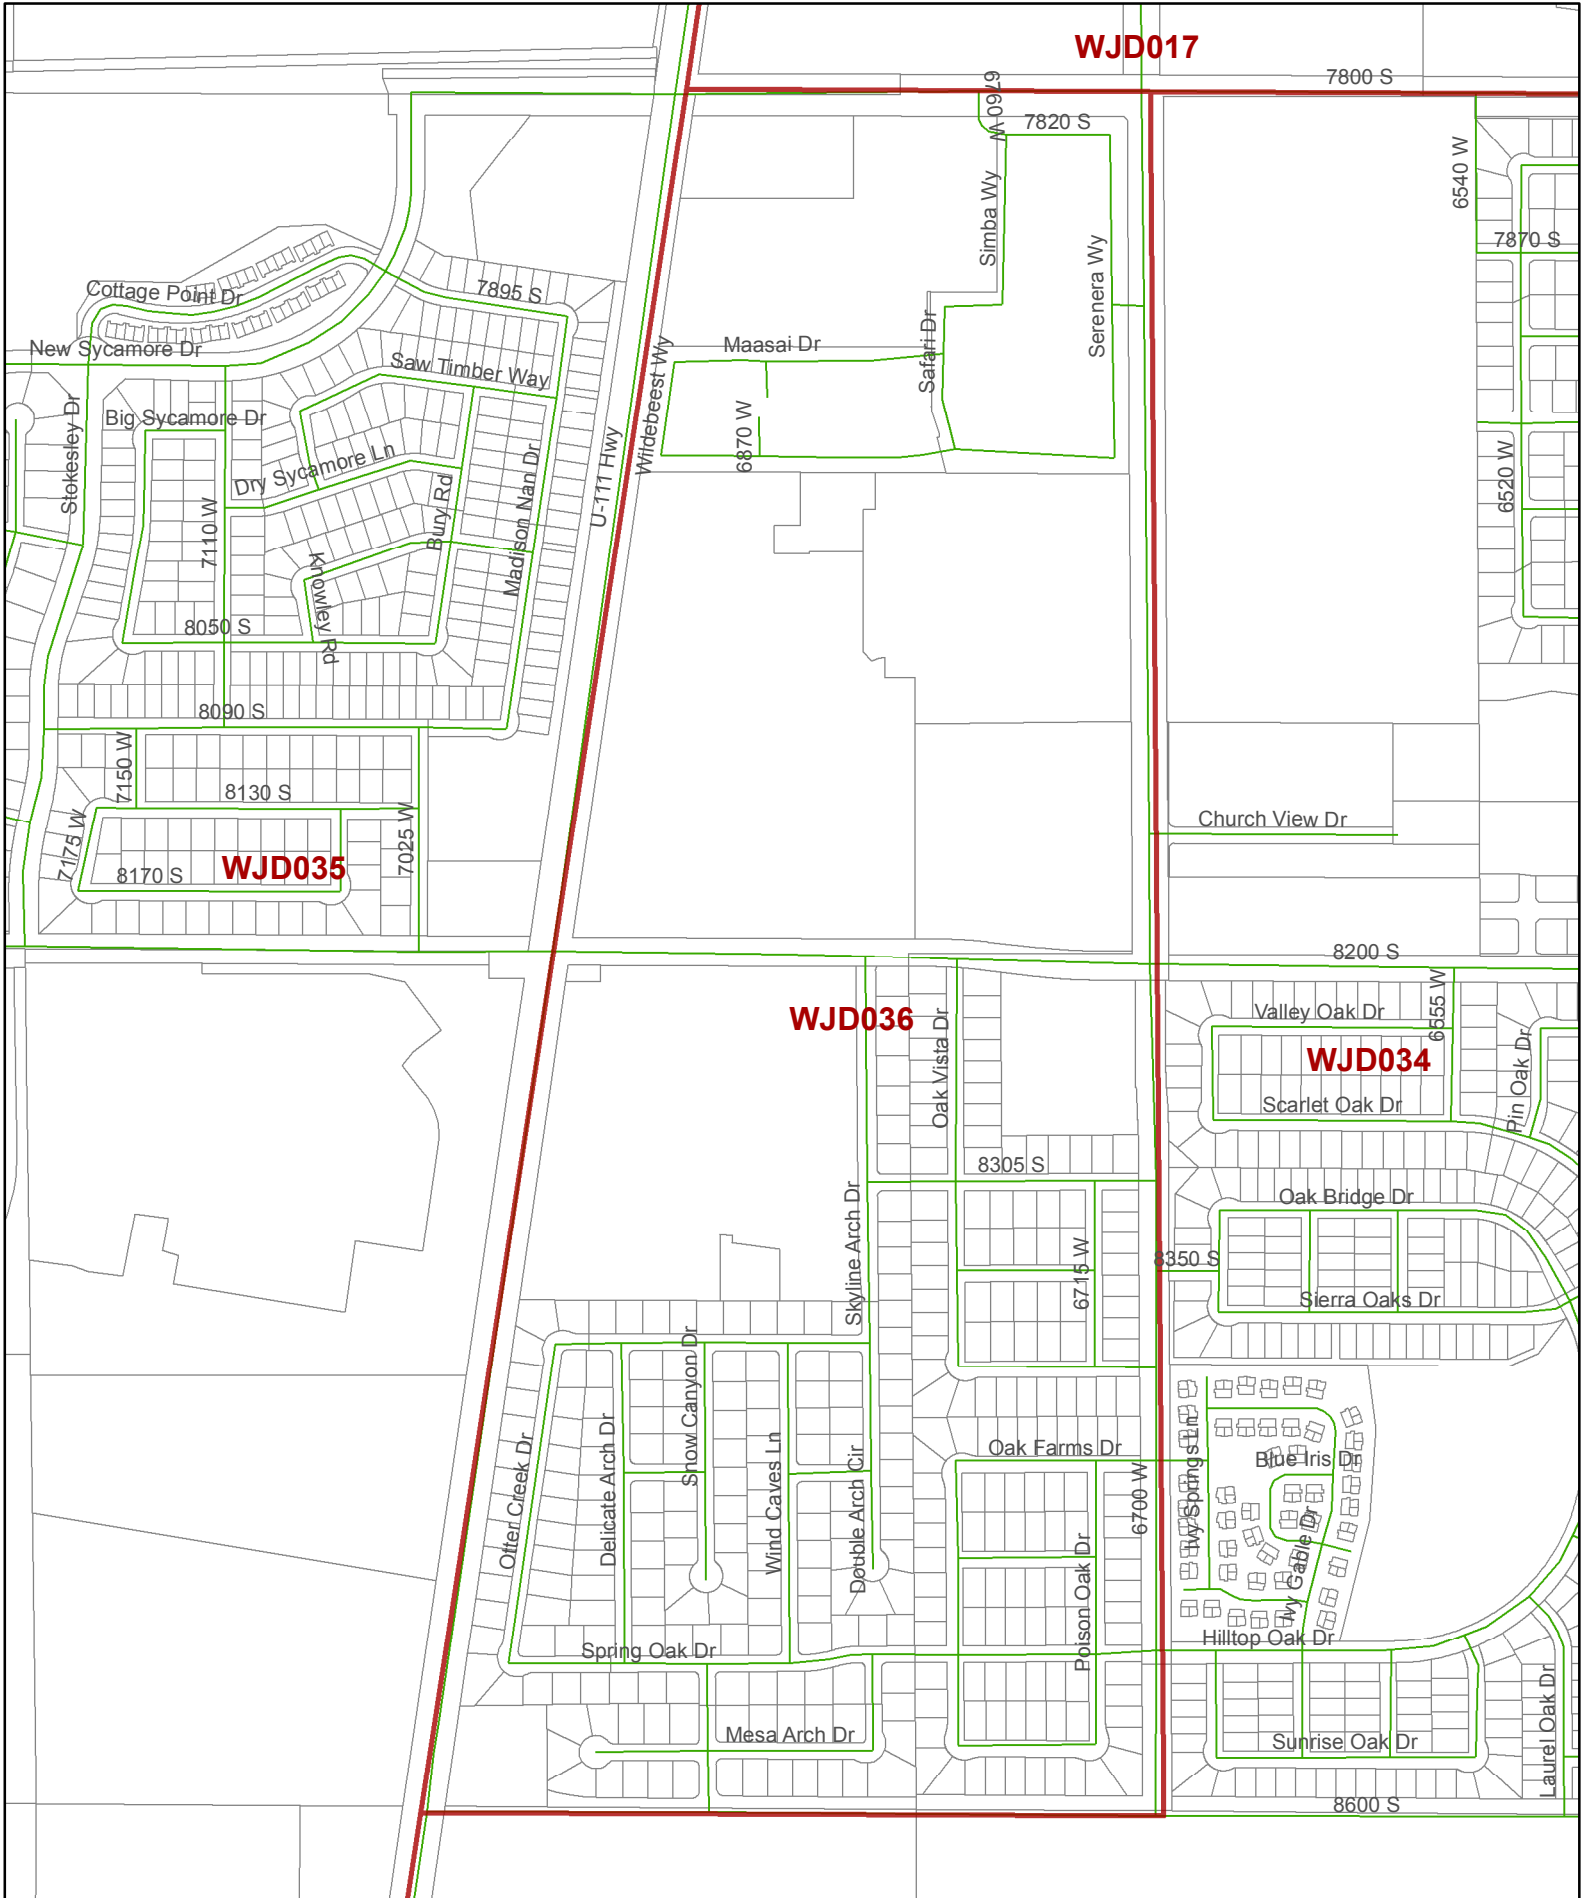 WJD017
7800 S
6760 W
7820 S
6540 W
Simba Wy
7870 S
Serenera Wy
7895 S
Cottage Point Dr
New Sycamore Dr
Maasai Dr
Safari Dr
Saw Timber Way
Wildebeest Wy
Big Sycamore Dr
Stokesley Dr
6870 W
Dry Sycamore Ln
U-111 Hwy
6520 W
Bury Rd
Madison Nan Dr
7110 W
Knowley Rd
8050 S
8090 S
7150 W
8130 S
Church View Dr
7175 W
7025 W
WJD035
8170 S
8200 S
6555 W
Valley Oak Dr
WJD036
Oak Vista Dr
WJD034
Pin Oak Dr
Scarlet Oak Dr
8305 S
Oak Bridge Dr
Skyline Arch Dr
6715 W
8350 S
Sierra Oaks Dr
Snow Canyon Dr
Otter Creek Dr
Delicate Arch Dr
Wind Caves Ln
Double Arch Cir
Oak Farms Dr
6700 W
Ivy Springs Ln
Blue Iris Dr
Ivy Gable Dr
Poison Oak Dr
Spring Oak Dr
Hilltop Oak Dr
Mesa Arch Dr
Sunrise Oak Dr
Laurel Oak Dr
8600 S